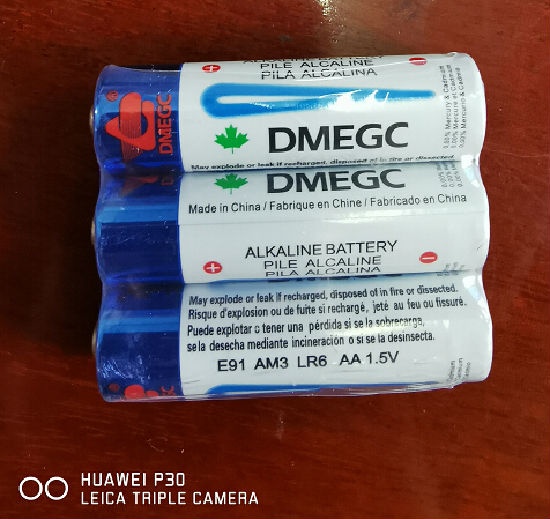 ALKALINE BATTERY
PILE ALCALINE
PILA ALCALINA
DMEGC
DMEGC
May explode or leak if recharged, disposed of in fire or dissected.
DMEGC
Made in China / Fabrique en Chine / Fabricado en China
ALKALINE BATTERY
PILE ALCALINE
PILA ALCALINA
May explode or leak if recharged, disposed of in fire or dissected.
Risque d'explosion ou de fuite si rechargé, jeté au feu ou fissuré.
Puede explotar o tener una pérdida si se la sobrecarga,
se la desecha mediante incineración o si se la desinsecta.
E91 AM3 LR6 AA 1.5V
HUAWEI P30
LEICA TRIPLE CAMERA